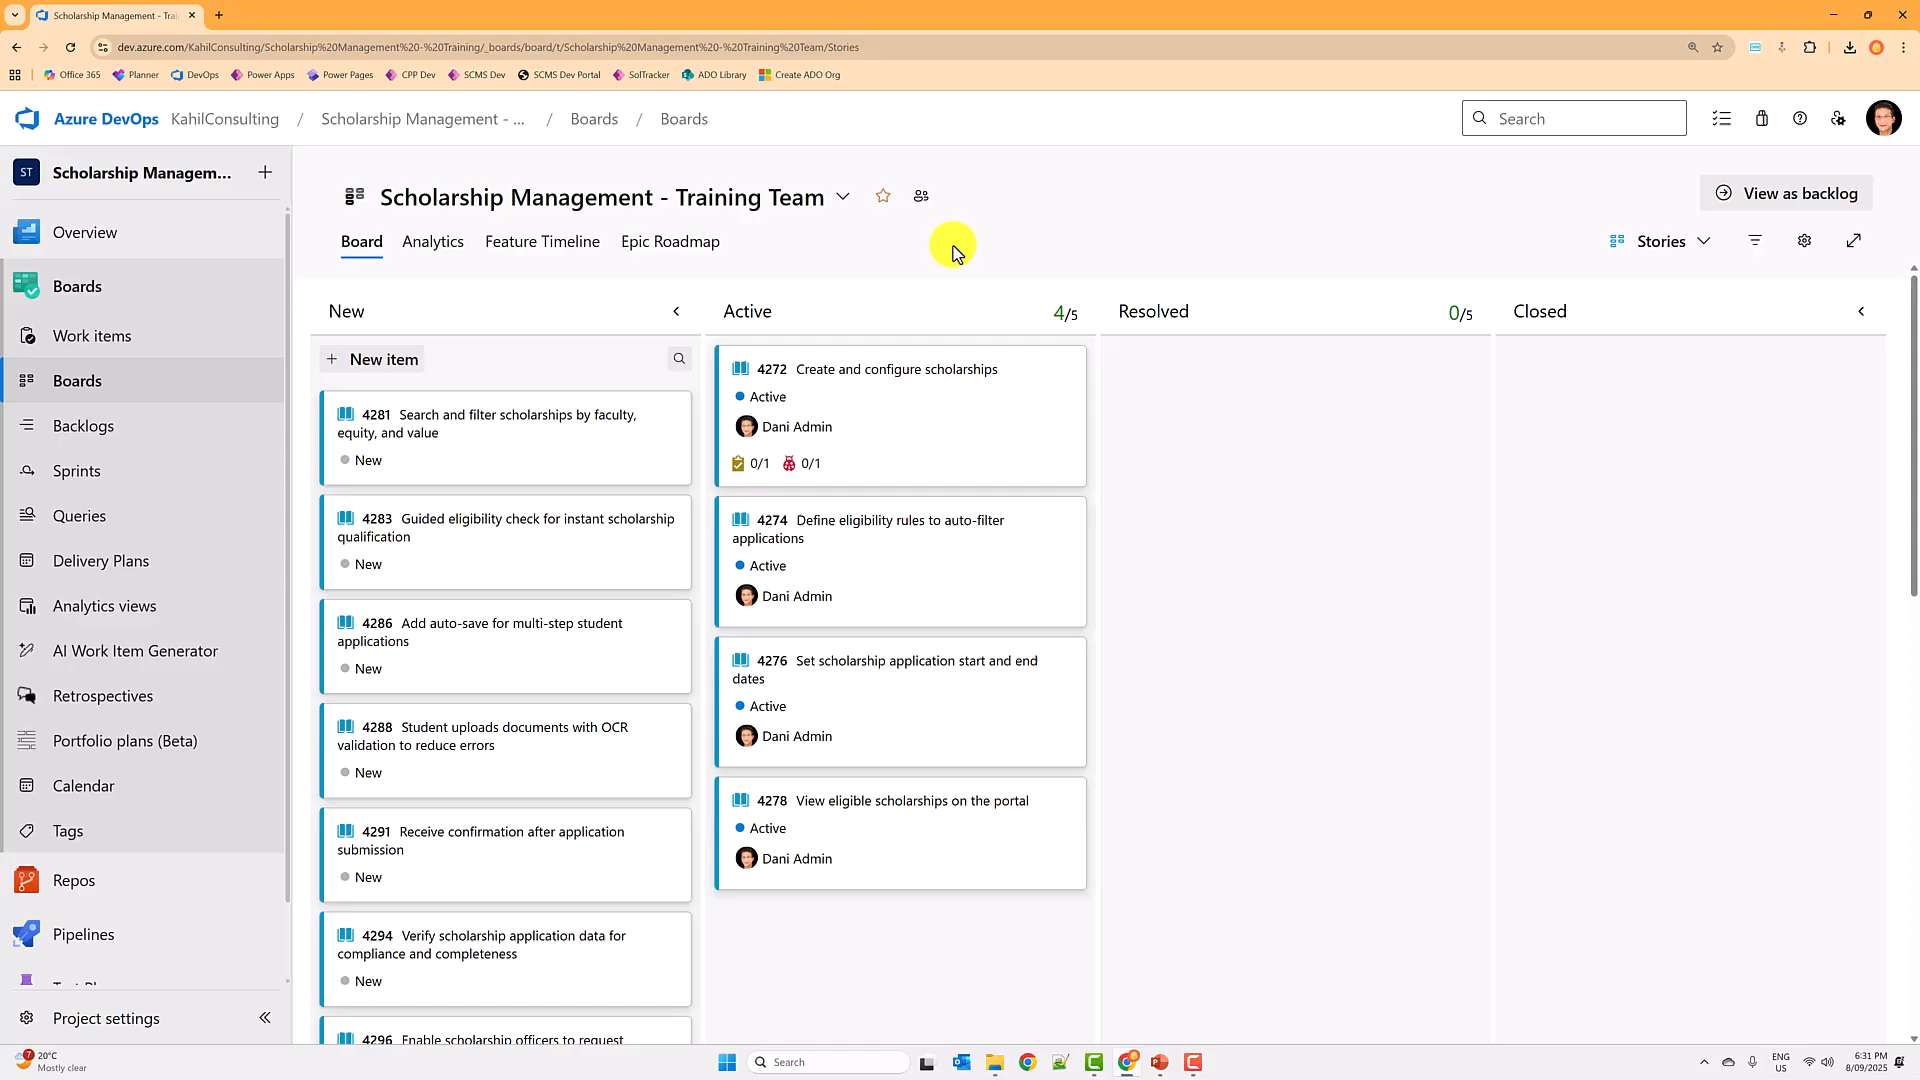 Scholarship Management - Trai
dev.azure.com/KahilConsulting/Scholarship%20Management%20-%20Training/_boards/board/t/Scholarship%20Management%20-%20Training%20Team/Stories
Office 365
Planner
DevOps
Power Apps
Power Pages
CPP Dev
SCMS Dev
SCMS Dev Portal
SolTracker
ADO Library
Create ADO Org
Azure DevOps KahilConsulting / Scholarship Management - ... / Boards / Boards
Search
ST Scholarship Managem...
Overview
Boards
Work items
Boards
Backlogs
Sprints
Queries
Delivery Plans
Analytics views
AI Work Item Generator
Retrospectives
Portfolio plans (Beta)
Calendar
Tags
Repos
Pipelines
Project settings
Scholarship Management - Training Team
View as backlog
Board Analytics Feature Timeline Epic Roadmap
Stories
New
+ New item
4281 Search and filter scholarships by faculty,
equity, and value
New
4283 Guided eligibility check for instant scholarship
qualification
New
4286 Add auto-save for multi-step student
applications
New
4288 Student uploads documents with OCR
validation to reduce errors
New
4291 Receive confirmation after application
submission
New
4294 Verify scholarship application data for
compliance and completeness
New
4296 Enable scholarship officers to request
Active 4/5
4272 Create and configure scholarships
Active
Dani Admin
0/1 0/1
4274 Define eligibility rules to auto-filter
applications
Active
Dani Admin
4276 Set scholarship application start and end
dates
Active
Dani Admin
4278 View eligible scholarships on the portal
Active
Dani Admin
Resolved 0/5
Closed
7
20°C
Mostly clear
Search
ENG
US
6:31 PM
8/09/2025